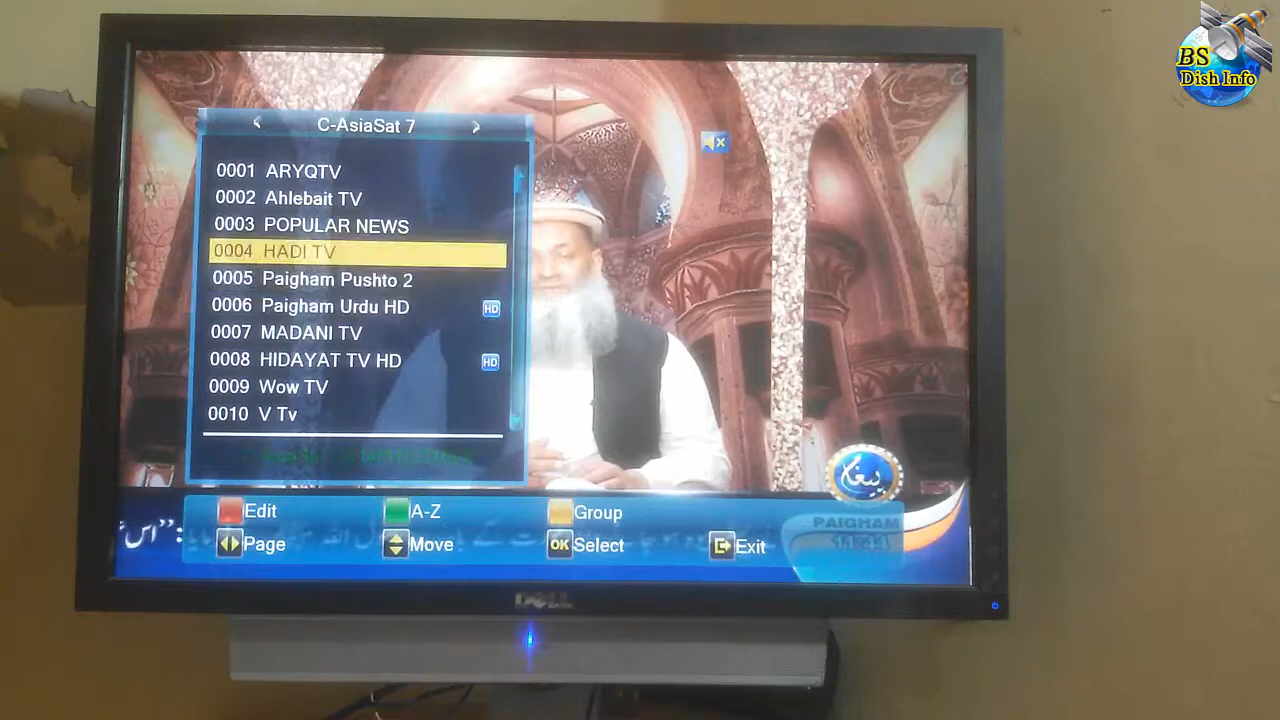 BS
Dish Info
C-AsiaSat 7
0001 ARYQTV
0002 Ahlebait TV
0003 POPULAR NEWS
0004 HADI TV
0005 Paigham Pushto 2
0006 Paigham Urdu HD HD
0007 MADANI TV
0008 HIDAYAT TV HD HD
0009 Wow TV
0010 V Tv
پیغام
Edit A-Z Group
PAIGHAM
Page Move OK Select Exit
DELL